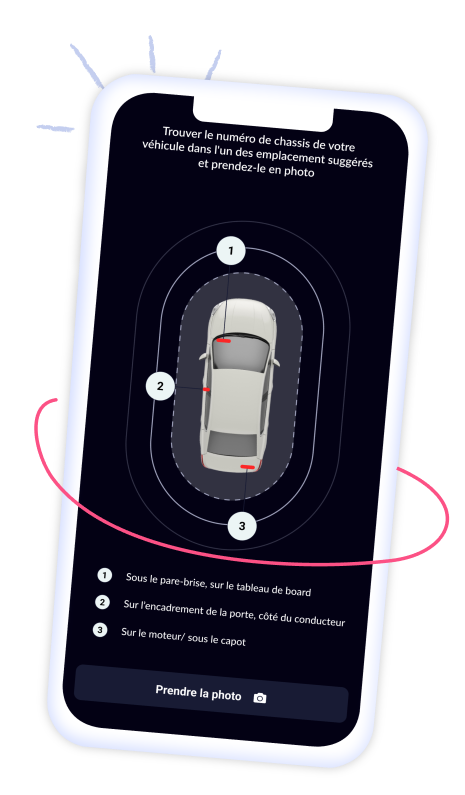 Trouver le numéro de chassis de votre
véhicule dans l'un des emplacement suggérés
et prendez-le en photo
1
2
3
1 Sous le pare-brise, sur le tableau de board
2 Sur l'encadrement de la porte, côté du conducteur
3 Sur le moteur/ sous le capot
Prendre la photo